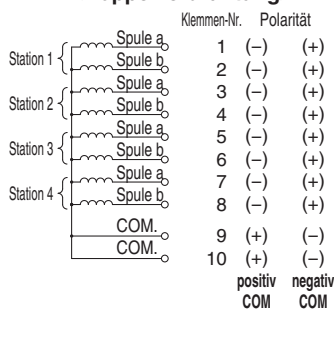 Klemmen-Nr. Polarität
Station 1 Spule a 1 (–) (+)
Spule b 2 (–) (+)
Station 2 Spule a 3 (–) (+)
Spule b 4 (–) (+)
Station 3 Spule a 5 (–) (+)
Spule b 6 (–) (+)
Station 4 Spule a 7 (–) (+)
Spule b 8 (–) (+)
COM. 9 (+) (–)
COM. 10 (+) (–)
positiv negativ
COM COM